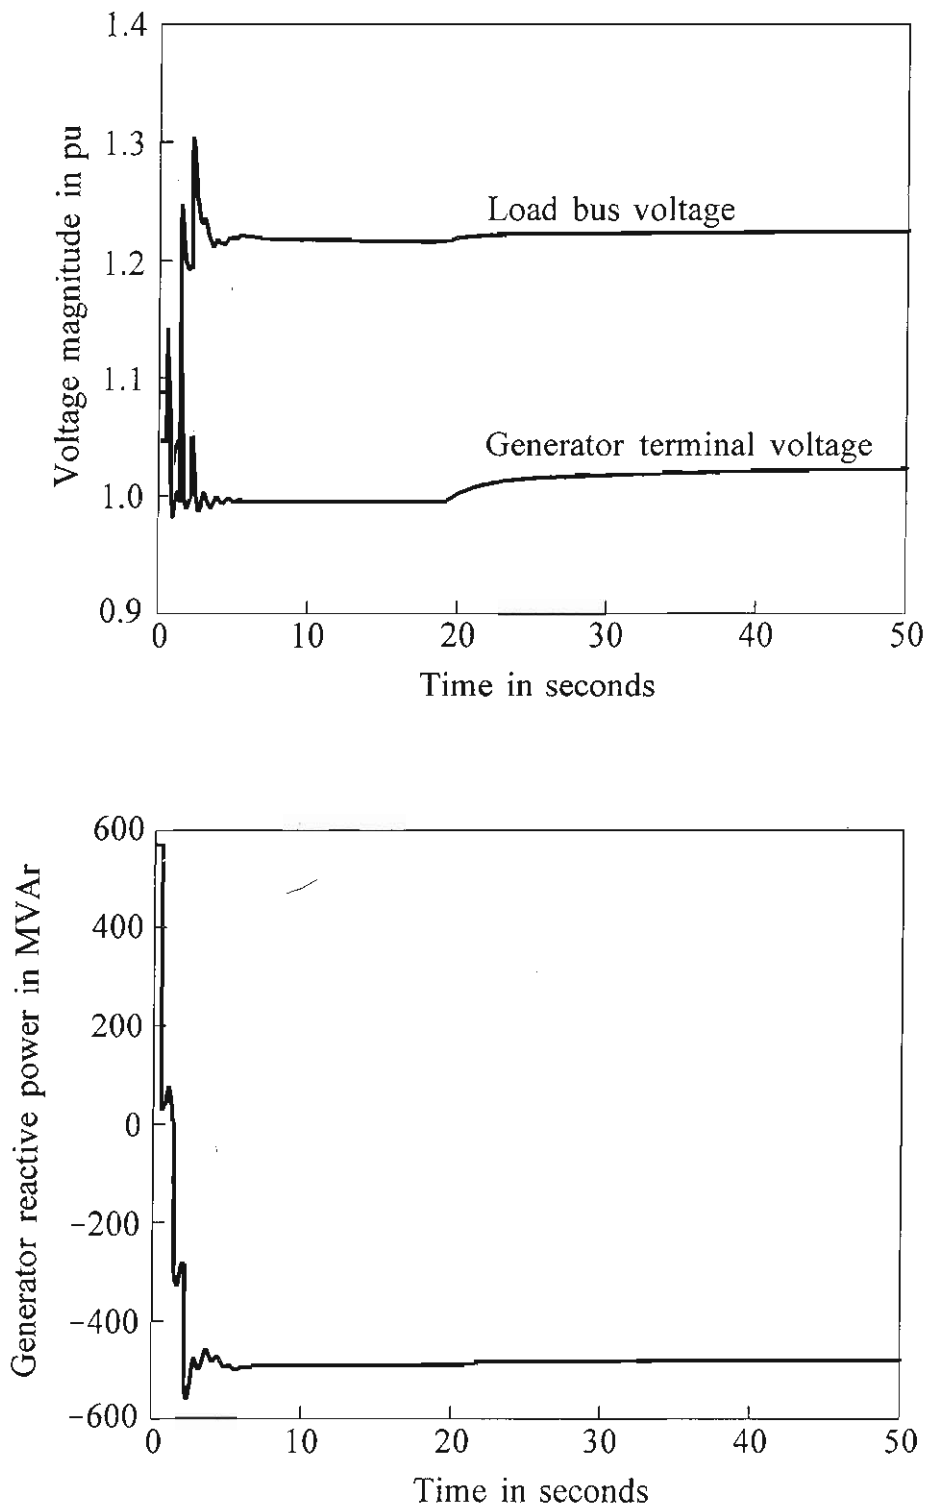 1.4
1.3
Load bus voltage
1.2
Voltage magnitude in pu
1.1
Generator terminal voltage
1.0
0.9
0 10 20 30 40 50
Time in seconds
600
400
Generator reactive power in MVAr
200
0
-200
-400
-600
0 10 20 30 40 50
Time in seconds